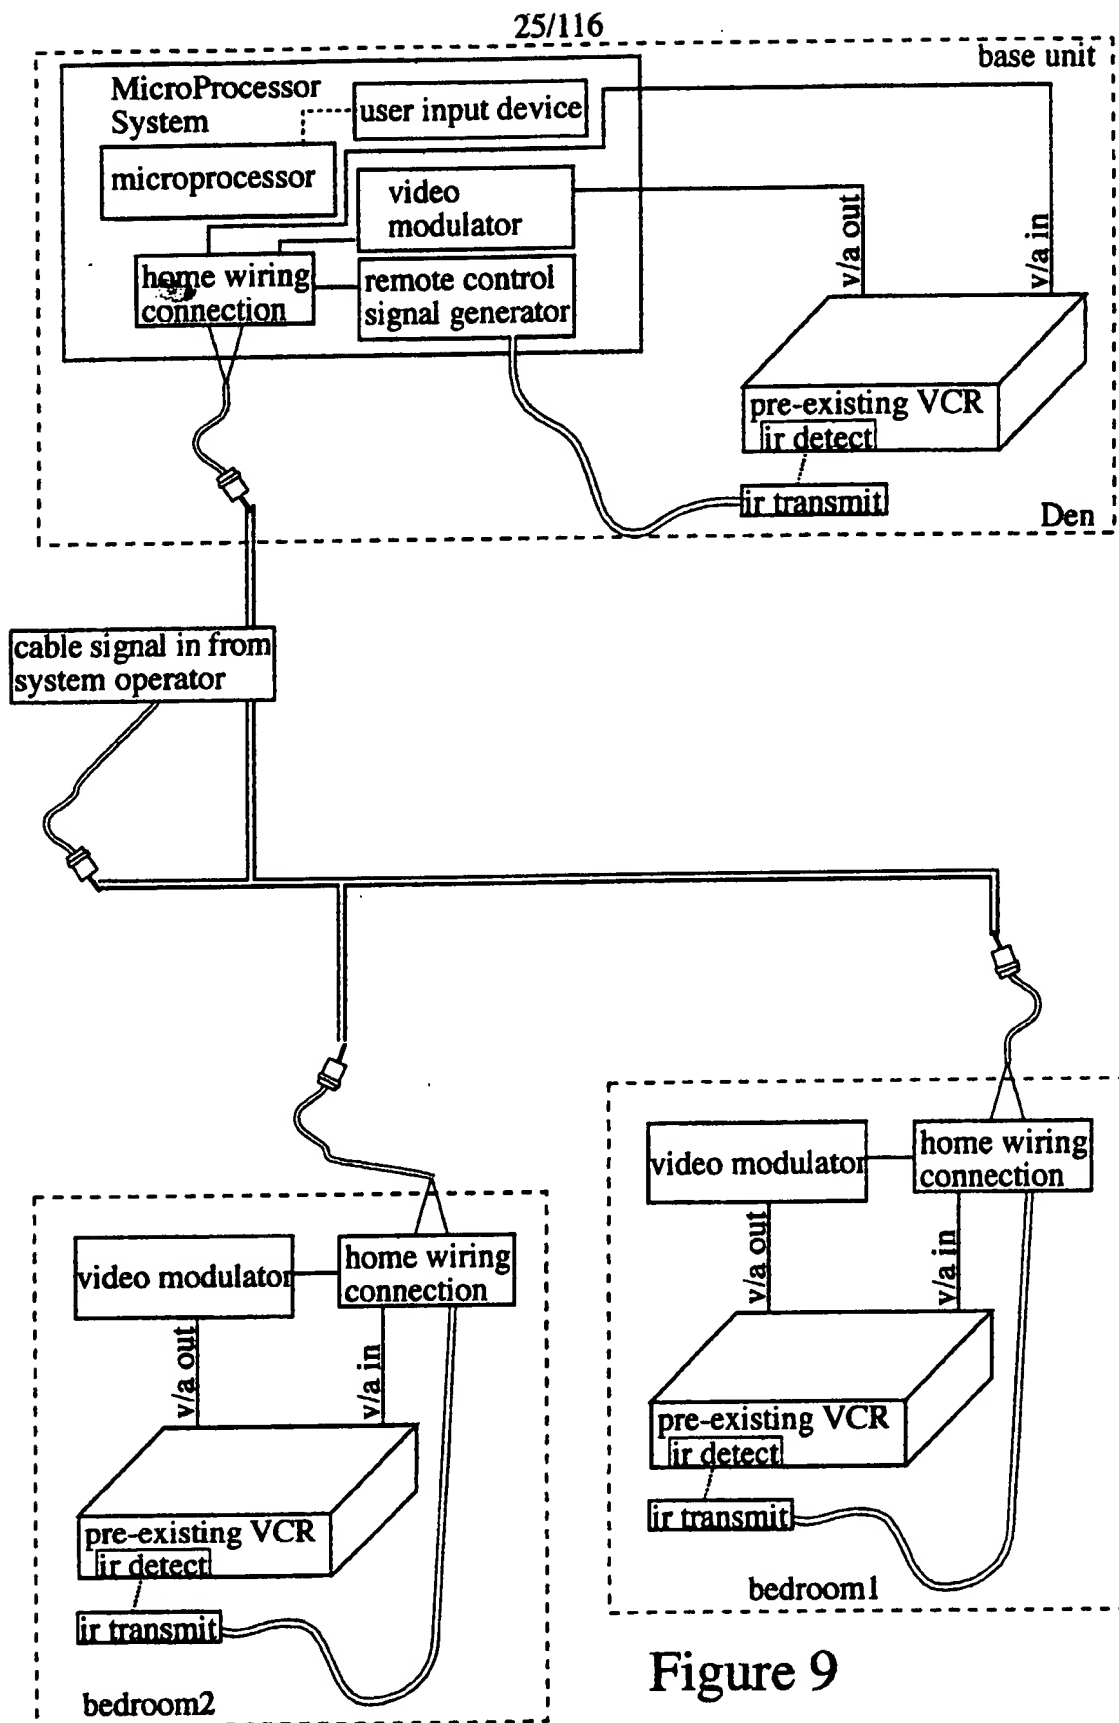 25/116
base unit
MicroProcessor
System
user input device
microprocessor
video
modulator
home wiring
connection
remote control
signal generator
v/a out
v/a in
pre-existing VCR
ir detect
ir transmit
Den
cable signal in from
system operator
video modulator
home wiring
connection
v/a out
v/a in
pre-existing VCR
ir detect
ir transmit
bedroom1
video modulator
home wiring
connection
v/a out
v/a in
pre-existing VCR
ir detect
ir transmit
bedroom2
Figure 9